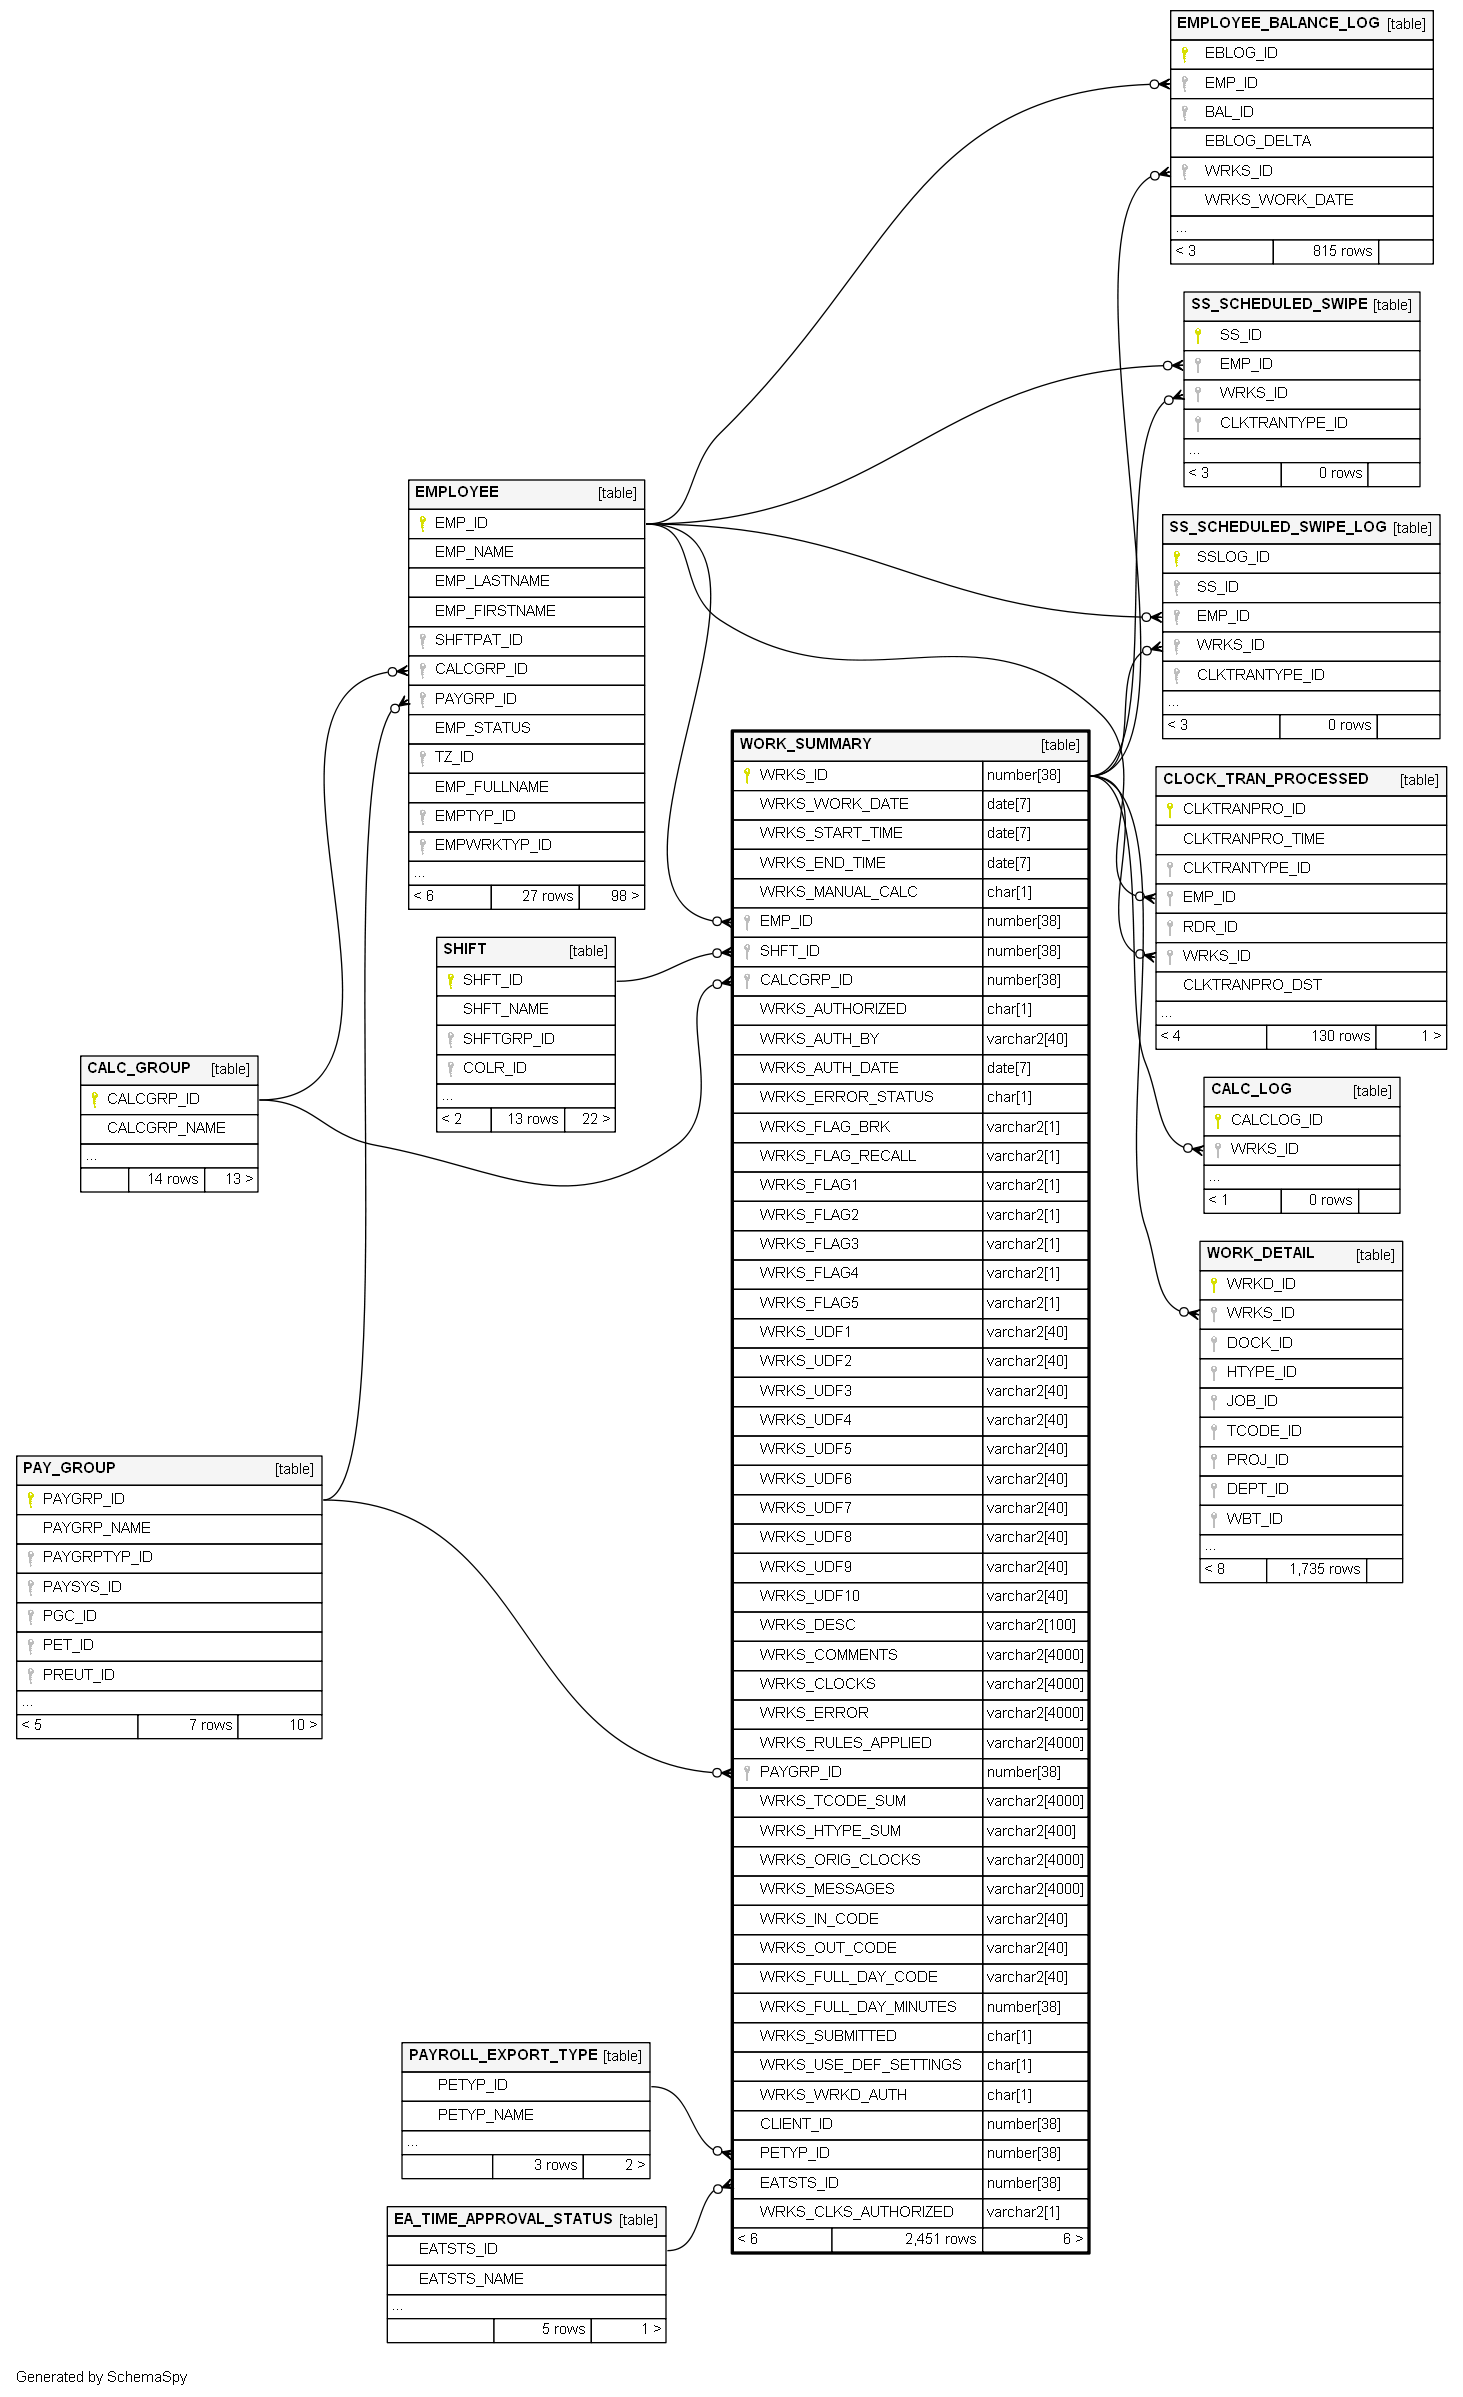 EMPLOYEE_BALANCE_LOG [table]
EBLOG_ID
EMP_ID
BAL_ID
EBLOG_DELTA
WRKS_ID
WRKS_WORK_DATE
...
< 3 815 rows
SS_SCHEDULED_SWIPE [table]
SS_ID
EMP_ID
WRKS_ID
CLKTRANTYPE_ID
...
< 3 0 rows
EMPLOYEE [table]
EMP_ID
EMP_NAME
EMP_LASTNAME
EMP_FIRSTNAME
SHFTPAT_ID
CALCGRP_ID
PAYGRP_ID
EMP_STATUS
TZ_ID
EMP_FULLNAME
EMPTYP_ID
EMPWRKTYP_ID
...
< 6 27 rows 98 >
SS_SCHEDULED_SWIPE_LOG [table]
SSLOG_ID
SS_ID
EMP_ID
WRKS_ID
CLKTRANTYPE_ID
...
< 3 0 rows
WORK_SUMMARY [table]
WRKS_ID number[38]
WRKS_WORK_DATE date[7]
WRKS_START_TIME date[7]
WRKS_END_TIME date[7]
WRKS_MANUAL_CALC char[1]
EMP_ID number[38]
SHFT_ID number[38]
CALCGRP_ID number[38]
WRKS_AUTHORIZED char[1]
WRKS_AUTH_BY varchar2[40]
WRKS_AUTH_DATE date[7]
WRKS_ERROR_STATUS char[1]
WRKS_FLAG_BRK varchar2[1]
WRKS_FLAG_RECALL varchar2[1]
WRKS_FLAG1 varchar2[1]
WRKS_FLAG2 varchar2[1]
WRKS_FLAG3 varchar2[1]
WRKS_FLAG4 varchar2[1]
WRKS_FLAG5 varchar2[1]
WRKS_UDF1 varchar2[40]
WRKS_UDF2 varchar2[40]
WRKS_UDF3 varchar2[40]
WRKS_UDF4 varchar2[40]
WRKS_UDF5 varchar2[40]
WRKS_UDF6 varchar2[40]
WRKS_UDF7 varchar2[40]
WRKS_UDF8 varchar2[40]
WRKS_UDF9 varchar2[40]
WRKS_UDF10 varchar2[40]
WRKS_DESC varchar2[100]
WRKS_COMMENTS varchar2[4000]
WRKS_CLOCKS varchar2[4000]
WRKS_ERROR varchar2[4000]
WRKS_RULES_APPLIED varchar2[4000]
PAYGRP_ID number[38]
WRKS_TCODE_SUM varchar2[4000]
WRKS_HTYPE_SUM varchar2[400]
WRKS_ORIG_CLOCKS varchar2[4000]
WRKS_MESSAGES varchar2[4000]
WRKS_IN_CODE varchar2[40]
WRKS_OUT_CODE varchar2[40]
WRKS_FULL_DAY_CODE varchar2[40]
WRKS_FULL_DAY_MINUTES number[38]
WRKS_SUBMITTED char[1]
WRKS_USE_DEF_SETTINGS char[1]
WRKS_WRKD_AUTH char[1]
CLIENT_ID number[38]
PETYP_ID number[38]
EATSTS_ID number[38]
WRKS_CLKS_AUTHORIZED varchar2[1]
< 6 2,451 rows 6 >
CLOCK_TRAN_PROCESSED [table]
CLKTRANPRO_ID
CLKTRANPRO_TIME
CLKTRANTYPE_ID
EMP_ID
RDR_ID
WRKS_ID
CLKTRANPRO_DST
...
< 4 130 rows 1 >
SHIFT [table]
SHFT_ID
SHFT_NAME
SHFTGRP_ID
COLR_ID
...
< 2 13 rows 22 >
CALC_GROUP [table]
CALCGRP_ID
CALCGRP_NAME
...
14 rows 13 >
CALC_LOG [table]
CALCLOG_ID
WRKS_ID
...
< 1 0 rows
WORK_DETAIL [table]
WRKD_ID
WRKS_ID
DOCK_ID
HTYPE_ID
JOB_ID
TCODE_ID
PROJ_ID
DEPT_ID
WBT_ID
...
< 8 1,735 rows
PAY_GROUP [table]
PAYGRP_ID
PAYGRP_NAME
PAYGRPTYP_ID
PAYSYS_ID
PGC_ID
PET_ID
PREUT_ID
...
< 5 7 rows 10 >
PAYROLL_EXPORT_TYPE [table]
PETYP_ID
PETYP_NAME
...
3 rows 2 >
EA_TIME_APPROVAL_STATUS [table]
EATSTS_ID
EATSTS_NAME
...
5 rows 1 >
Generated by SchemaSpy